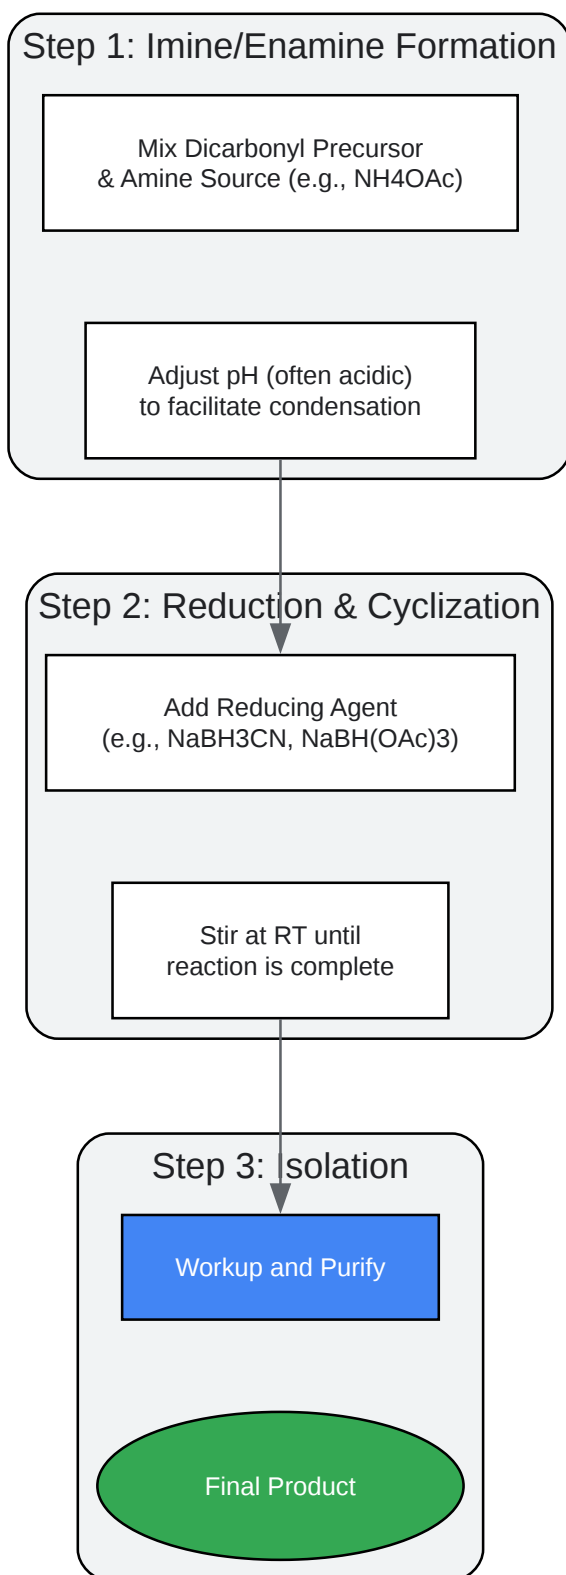 Step 1: Imine/Enamine Formation
Mix Dicarbonyl Precursor
& Amine Source (e.g., NH4OAc)
Adjust pH (often acidic)
to facilitate condensation
Step 2: Reduction & Cyclization
Add Reducing Agent
(e.g., NaBH3CN, NaBH(OAc)3)
Stir at RT until
reaction is complete
Step 3: Isolation
Workup and Purify
Final Product